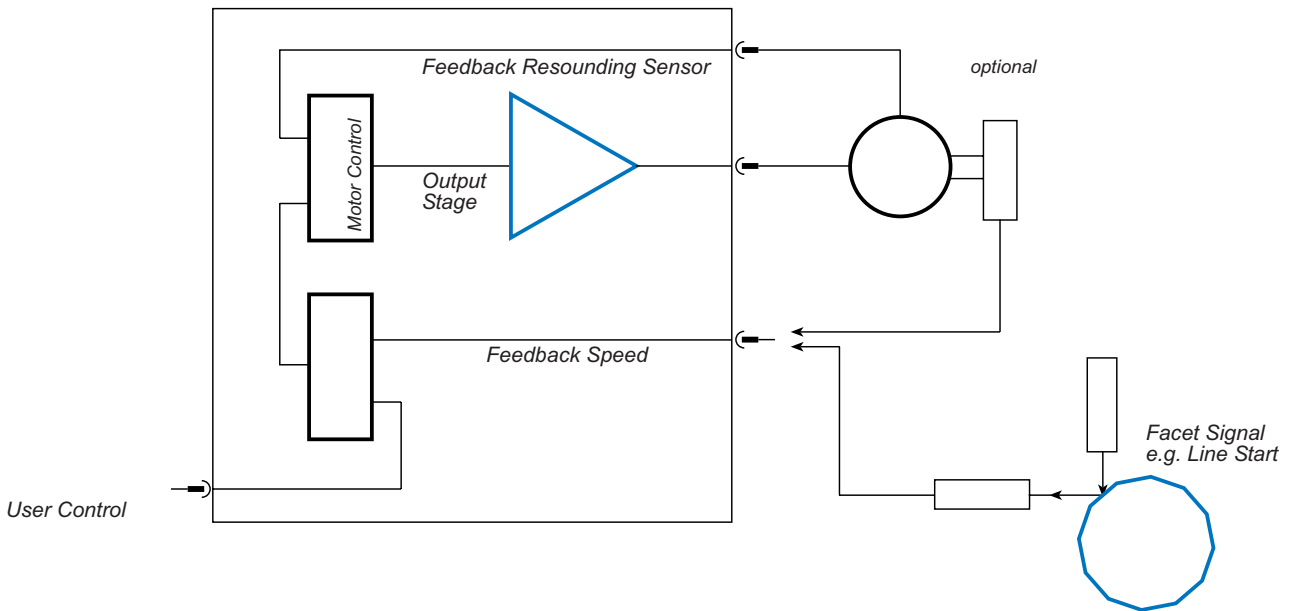 Feedback Resounding Sensor
optional
Motor Control
Output
Stage
Feedback Speed
Facet Signal
e.g. Line Start
User Control